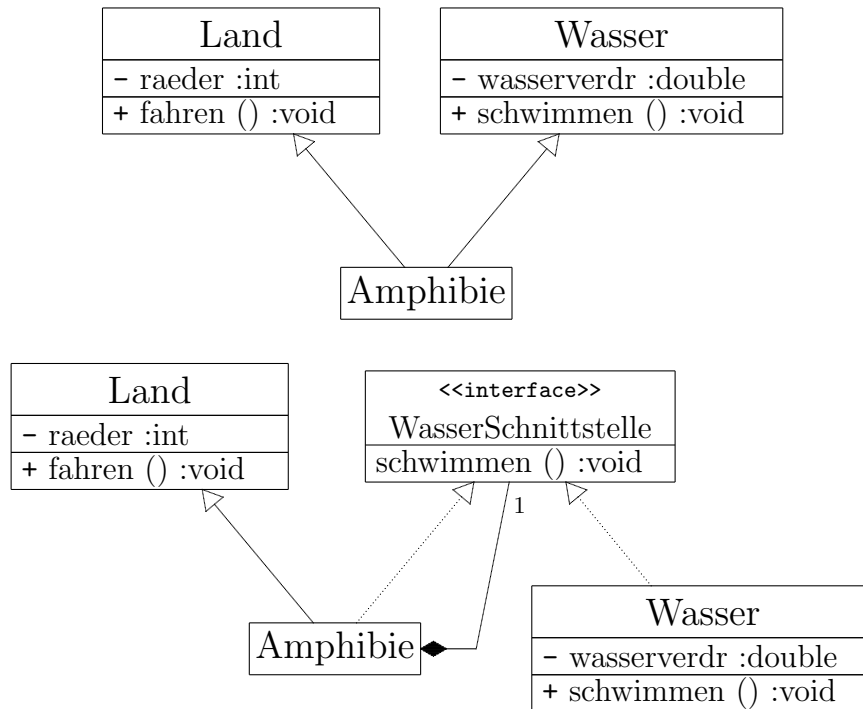 Land
- raeder :int
+ fahren () :void
Wasser
- wasserverdr :double
+ schwimmen () :void
Amphibie
Land
- raeder :int
+ fahren () :void
<<interface>>
WasserSchnittstelle
schwimmen () :void
1
Amphibie
Wasser
- wasserverdr :double
+ schwimmen () :void